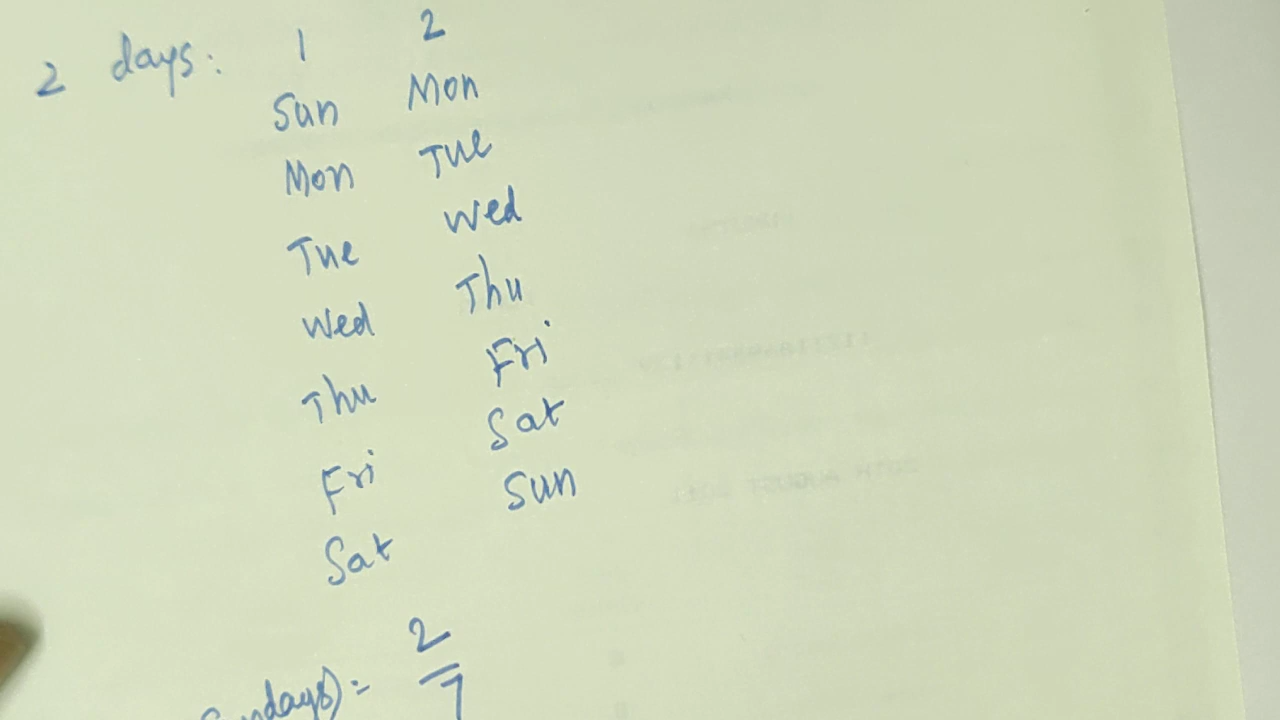 2 days: 1 2
Sun Mon
Mon Tue
Tue Wed
Wed Thu
Thu Fri
Fri Sat
Sat Sun
2
7